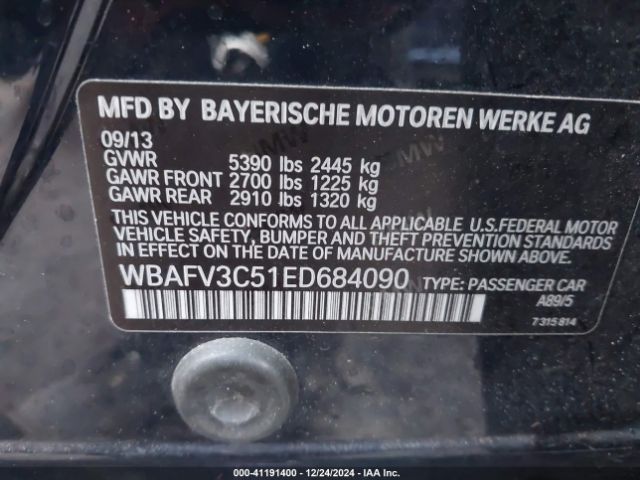 MFD BY BAYERISCHE MOTOREN WERKE AG
09/13
GVWR 5390 lbs 2445 kg
GAWR FRONT 2700 lbs 1225 kg
GAWR REAR 2910 lbs 1320 kg
THIS VEHICLE CONFORMS TO ALL APPLICABLE U.S.FEDERAL MOTOR
VEHICLE SAFETY, BUMPER AND THEFT PREVENTION STANDARDS
IN EFFECT ON THE DATE OF MANUFACTURE SHOWN ABOVE.
WBAFV3C51ED684090 TYPE: PASSENGER CAR
A89/5
7 315 814
000-41191400 - 12/24/2024 - IAA Inc.